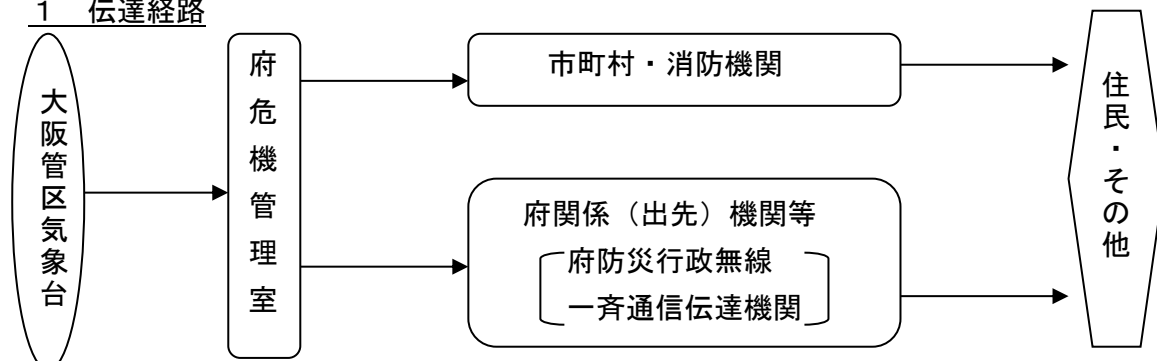 １　伝達経路
大阪管区気象台
府危機管理室
市町村・消防機関
府関係（出先）機関等
府防災行政無線
一斉通信伝達機関
住民・その他